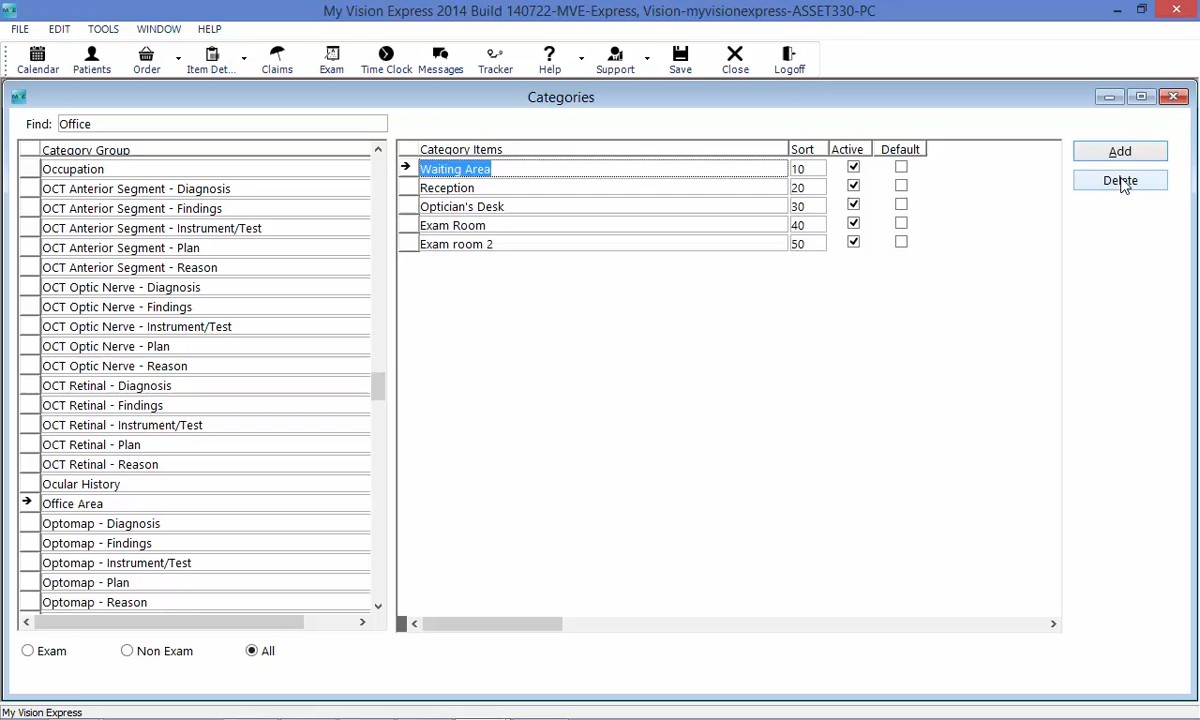 My Vision Express 2014 Build 140722-MVE-Express, Vision-myvisionexpress-ASSET330-PC
FILE EDIT TOOLS WINDOW HELP
Calendar Patients Order Item Det... Claims Exam Time Clock Messages Tracker Help Support Save Close Logoff
Categories
Find: Office
Category Group
Occupation
OCT Anterior Segment - Diagnosis
OCT Anterior Segment - Findings
OCT Anterior Segment - Instrument/Test
OCT Anterior Segment - Plan
OCT Anterior Segment - Reason
OCT Optic Nerve - Diagnosis
OCT Optic Nerve - Findings
OCT Optic Nerve - Instrument/Test
OCT Optic Nerve - Plan
OCT Optic Nerve - Reason
OCT Retinal - Diagnosis
OCT Retinal - Findings
OCT Retinal - Instrument/Test
OCT Retinal - Plan
OCT Retinal - Reason
Ocular History
Office Area
Optomap - Diagnosis
Optomap - Findings
Optomap - Instrument/Test
Optomap - Plan
Optomap - Reason
Category Items Sort Active Default
Waiting Area 10
Reception 20
Optician's Desk 30
Exam Room 40
Exam room 2 50
Add
Delete
Exam Non Exam All
My Vision Express